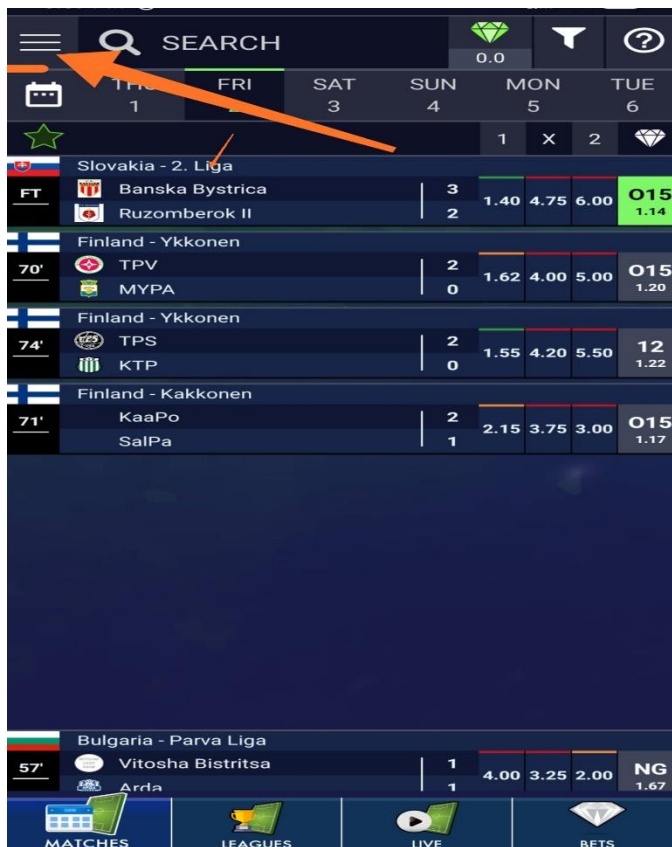 SEARCH
0.0
THU FRI SAT SUN MON TUE
1 2 3 4 5 6
1 X 2
Slovakia - 2. Liga
FT Banska Bystrica 3 1.40 4.75 6.00 O15
Ruzomberok II 2 1.14
Finland - Ykkonen
70' TPV 2 1.62 4.00 5.00 O15
MYPA 0 1.20
Finland - Ykkonen
74' TPS 2 1.55 4.20 5.50 12
KTP 0 1.22
Finland - Kakkonen
71' KaaPo 2 2.15 3.75 3.00 O15
SalPa 1 1.17
Bulgaria - Parva Liga
57' Vitosha Bistritsa 1 4.00 3.25 2.00 NG
Arda 1 1.67
MATCHES LEAGUES LIVE BETS